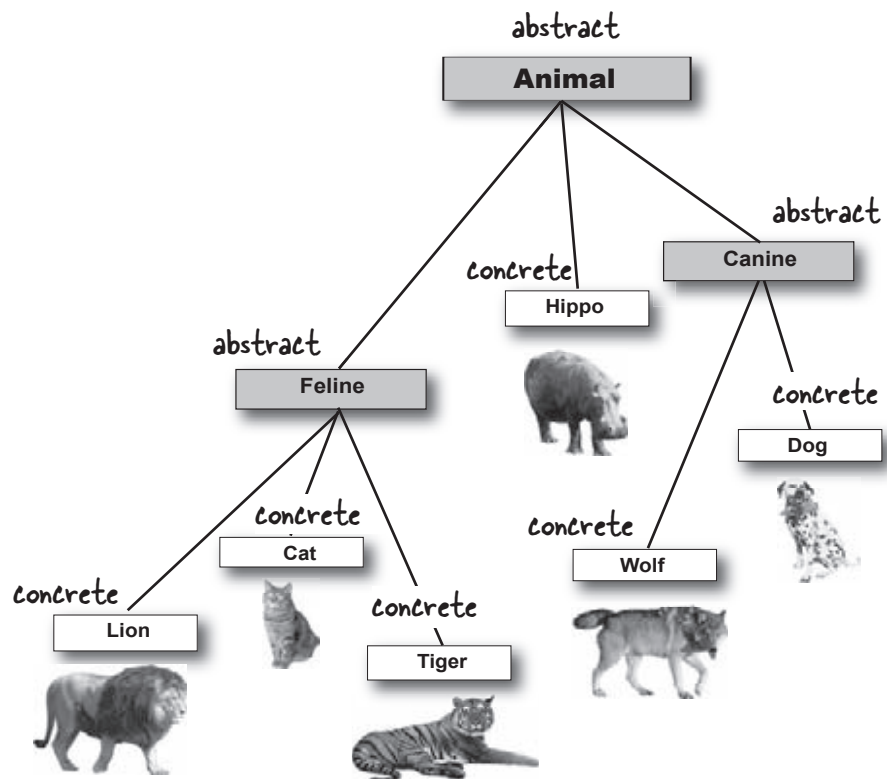 abstract
Animal
abstract
Canine
concrete
Hippo
abstract
Feline
concrete
Dog
concrete
Cat
concrete
Wolf
concrete
Lion
concrete
Tiger